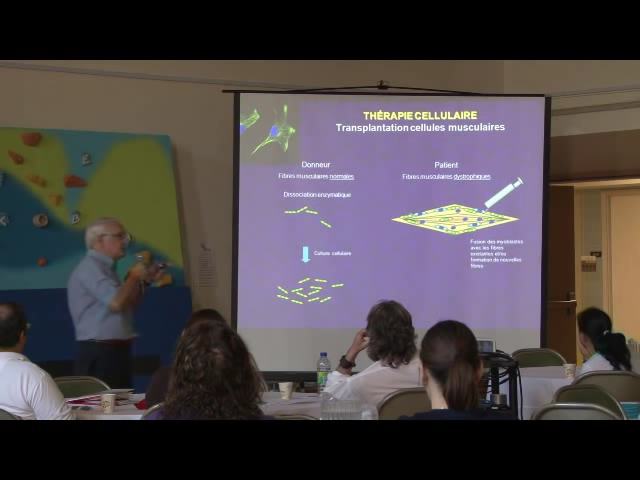 THÉRAPIE CELLULAIRE
Transplantation cellules musculaires
Donneur
Fibres musculaires normales
Dissociation enzymatique
Culture cellulaire
Patient
Fibres musculaires dystrophiques
Fusion des myoblastes
avec les fibres
existantes et/ou
formation de nouvelles
fibres